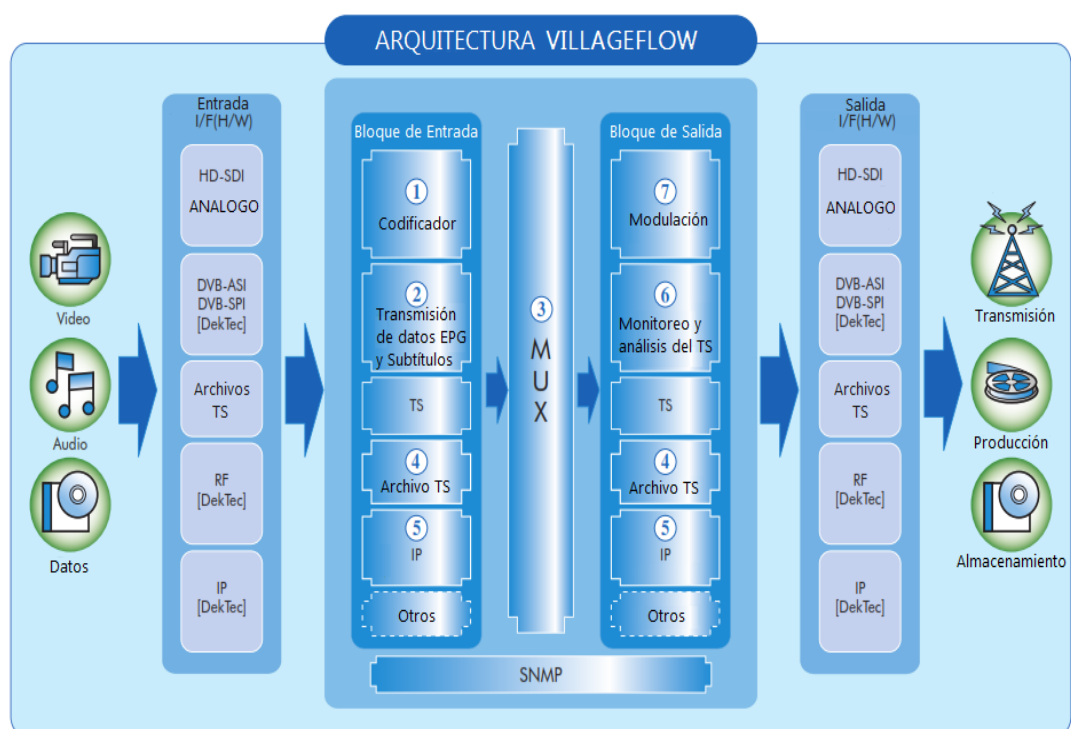 ARQUITECTURA VILLAGEFLOW
Video
Audio
Datos
Entrada
I/F(H/W)
HD-SDI
ANALOGO
DVB-ASI
DVB-SPI
[DekTec]
Archivos
TS
RF
[DekTec]
IP
[DekTec]
Bloque de Entrada
1
Codificador
2
Transmisión
de datos EPG
y Subtítulos
TS
4
Archivo TS
5
IP
Otros
3
M
U
X
Bloque de Salida
7
Modulación
6
Monitoreo y
análisis del TS
TS
4
Archivo TS
5
IP
Otros
SNMP
Salida
I/F(H/W)
HD-SDI
ANALOGO
DVB-ASI
DVB-SPI
[DekTec]
Archivos
TS
RF
[DekTec]
IP
[DekTec]
Transmisión
Producción
Almacenamiento